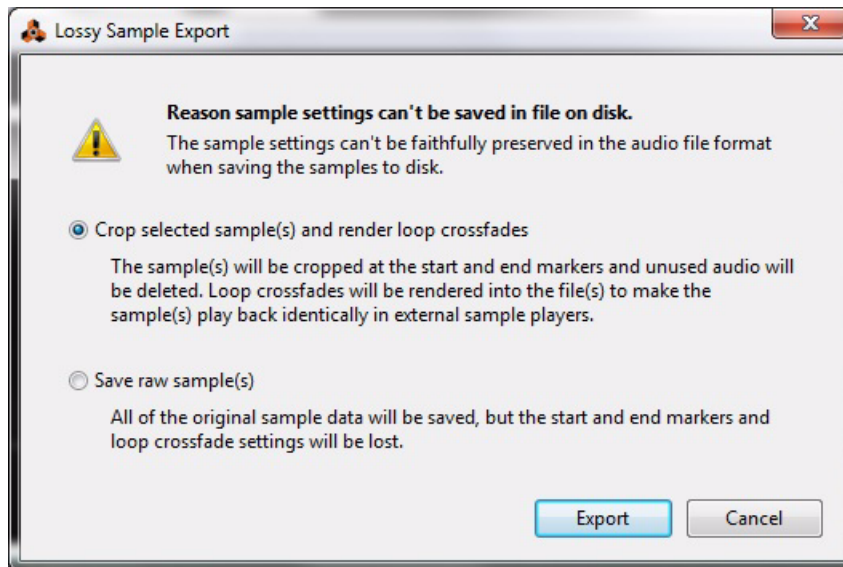 Lossy Sample Export
Reason sample settings can't be saved in file on disk.
The sample settings can't be faithfully preserved in the audio file format
when saving the samples to disk.
Crop selected sample(s) and render loop crossfades
The sample(s) will be cropped at the start and end markers and unused audio will
be deleted. Loop crossfades will be rendered into the file(s) to make the
sample(s) play back identically in external sample players.
Save raw sample(s)
All of the original sample data will be saved, but the start and end markers and
loop crossfade settings will be lost.
Export
Cancel